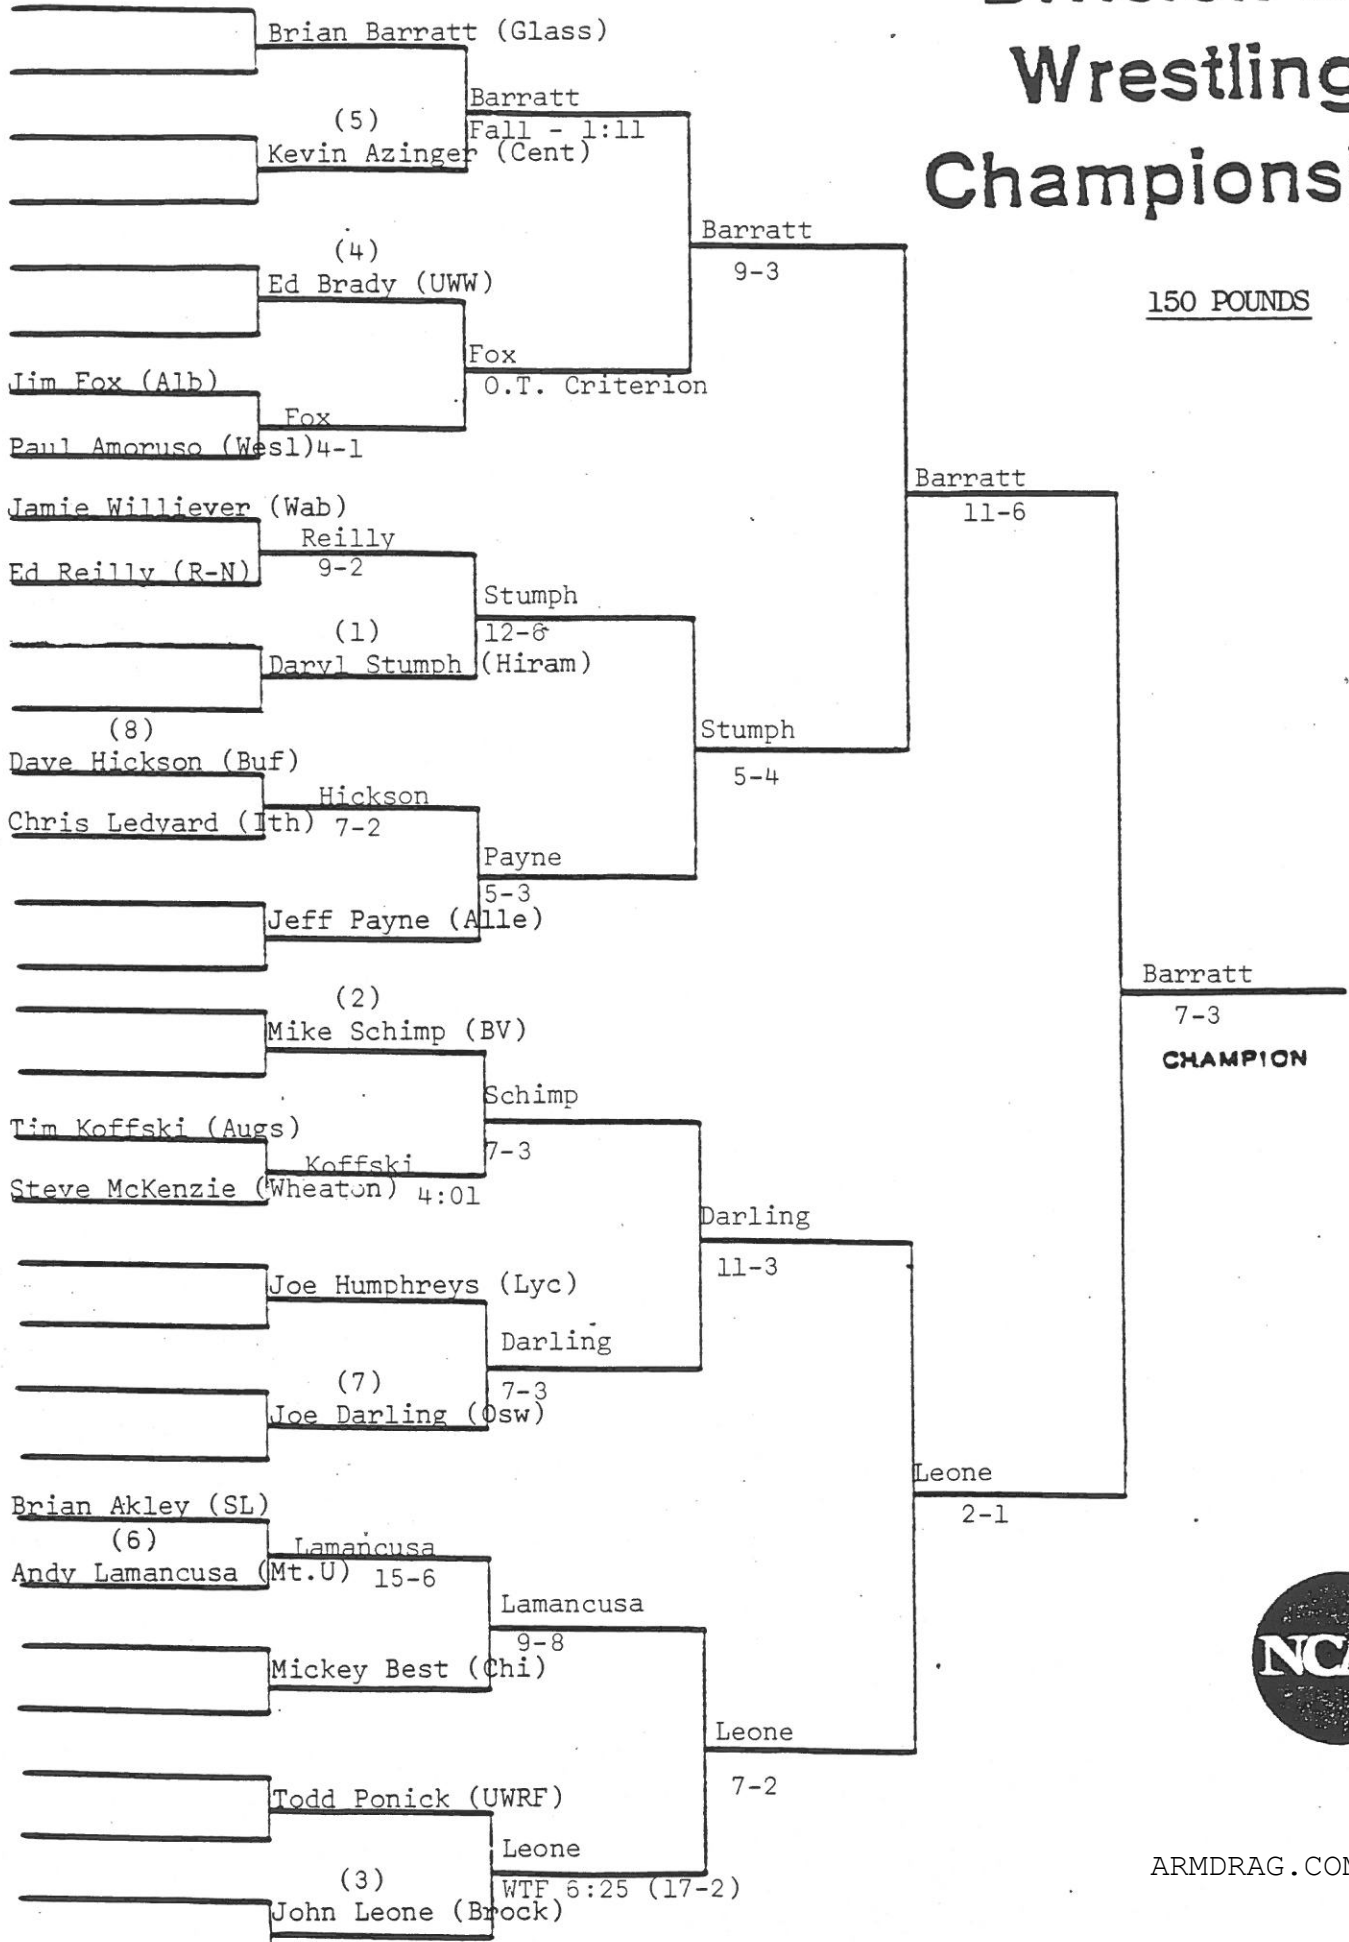 Wrestling
Brian Barratt (Glass)
Barratt
Fall - 1:11
(5)
Kevin Azinger (Cent)
Barratt
9-3
(4)
Ed Brady (UWW)
150 POUNDS
Fox
O.T. Criterion
Jim Fox (Alb)
Fox
Paul Amoruso (Wesl) 4-1
Barratt
11-6
Jamie Williever (Wab)
Reilly
Ed Reilly (R-N)
9-2
Stumph
12-6
(1)
Daryl Stumph (Hiram)
Stumph
5-4
(8)
Dave Hickson (Buf)
Hickson
Chris Ledyard (Ith) 7-2
Payne
5-3
Jeff Payne (Alle)
Barratt
7-3
CHAMPION
(2)
Mike Schimp (BV)
Schimp
7-3
Tim Koffski (Augs)
Koffski
Steve McKenzie (Wheaton) 4:01
Darling
11-3
Joe Humphreys (Lyc)
Darling
7-3
(7)
Joe Darling (Osw)
Leone
2-1
Brian Akley (SL)
(6)
Lamancusa
Andy Lamancusa (Mt.U) 15-6
Lamancusa
9-8
Mickey Best (Chi)
Leone
7-2
Todd Ponick (UWRF)
Leone
WTF 6:25 (17-2)
(3)
John Leone (Brock)
ARMDRAG.COM